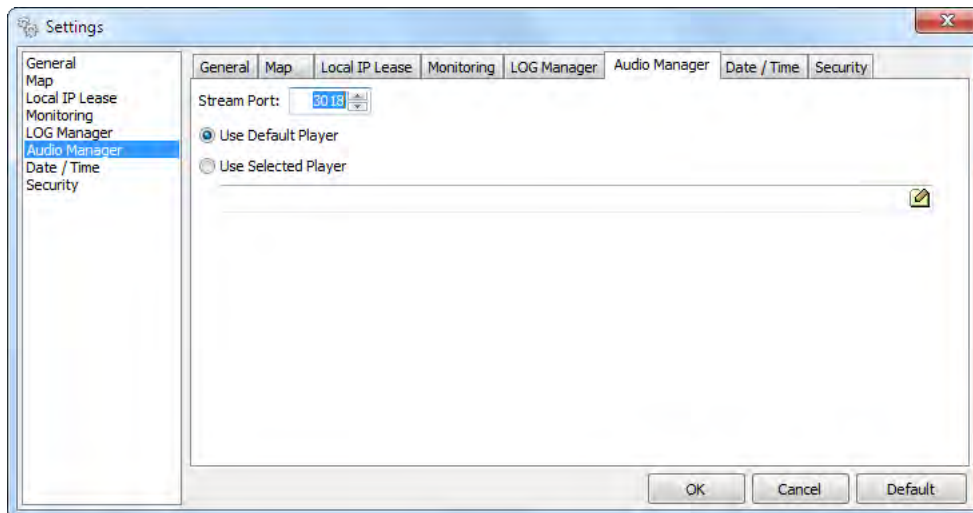 Settings
General
Map
Local IP Lease
Monitoring
LOG Manager
Audio Manager
Date / Time
Security
General Map Local IP Lease Monitoring LOG Manager Audio Manager Date / Time Security
Stream Port: 3018
Use Default Player
Use Selected Player
OK Cancel Default